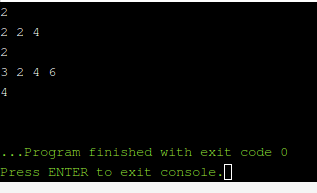 2
2 2 4
2
3 2 4 6
4
...Program finished with exit code 0
Press ENTER to exit console.